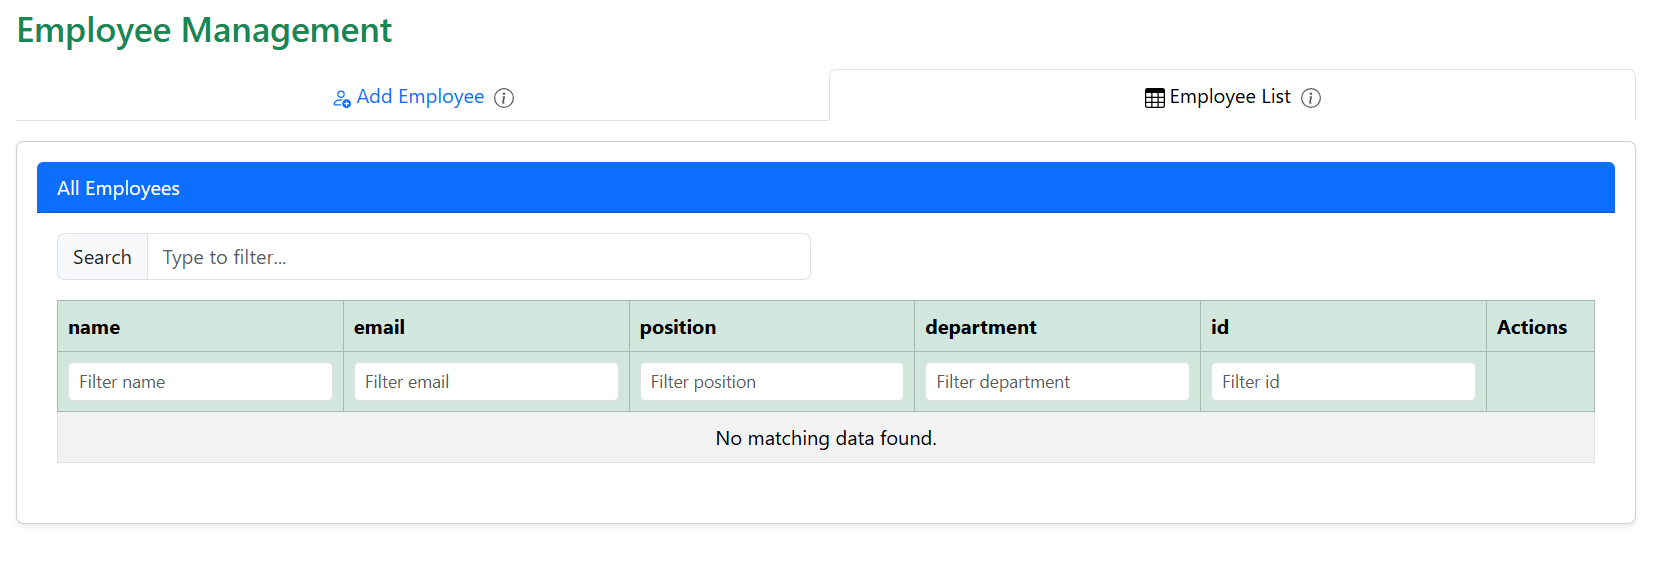 Employee Management
Add Employee
Employee List
All Employees
Search Type to filter...
name email position department id Actions
Filter name Filter email Filter position Filter department Filter id
No matching data found.